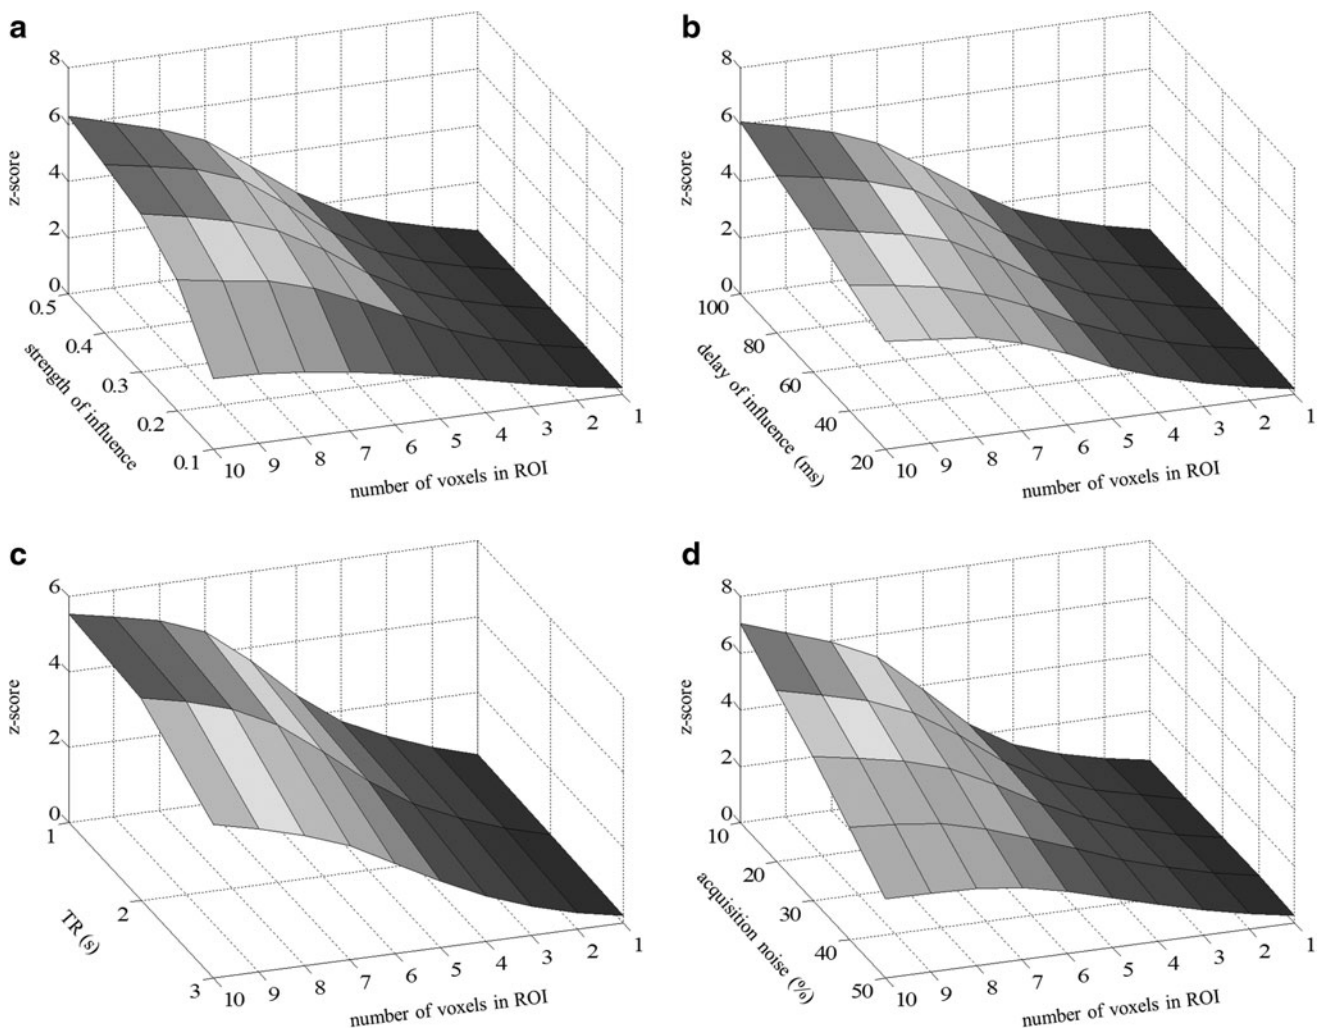 a
8
6
4
2
0
z-score
0.5
0.4
0.3
0.2
0.1
strength of influence
10 9 8 7 6 5 4 3 2 1
number of voxels in ROI
b
8
6
4
2
0
z-score
100
80
60
40
20
delay of influence (ms)
10 9 8 7 6 5 4 3 2 1
number of voxels in ROI
c
6
4
2
0
z-score
1
2
3
TR (s)
10 9 8 7 6 5 4 3 2 1
number of voxels in ROI
d
8
6
4
2
0
z-score
10
20
30
40
50
acquisition noise (%)
10 9 8 7 6 5 4 3 2 1
number of voxels in ROI